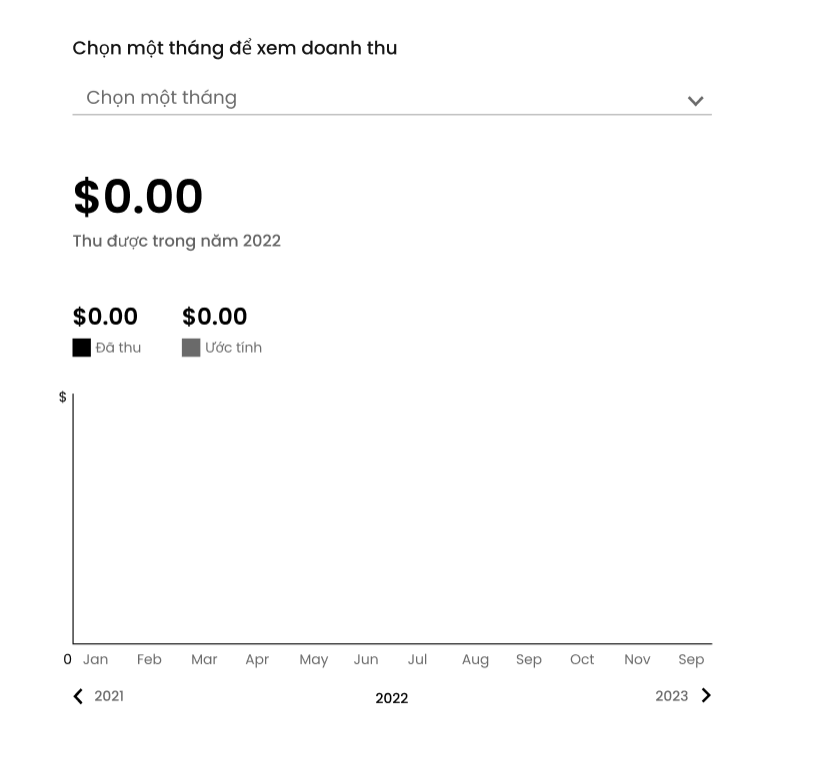 Chọn một tháng để xem doanh thu
Chọn một tháng
$0.00
Thu được trong năm 2022
$0.00 $0.00
Đã thu Ước tính
$
0 Jan Feb Mar Apr May Jun Jul Aug Sep Oct Nov Sep
2021 2022 2023